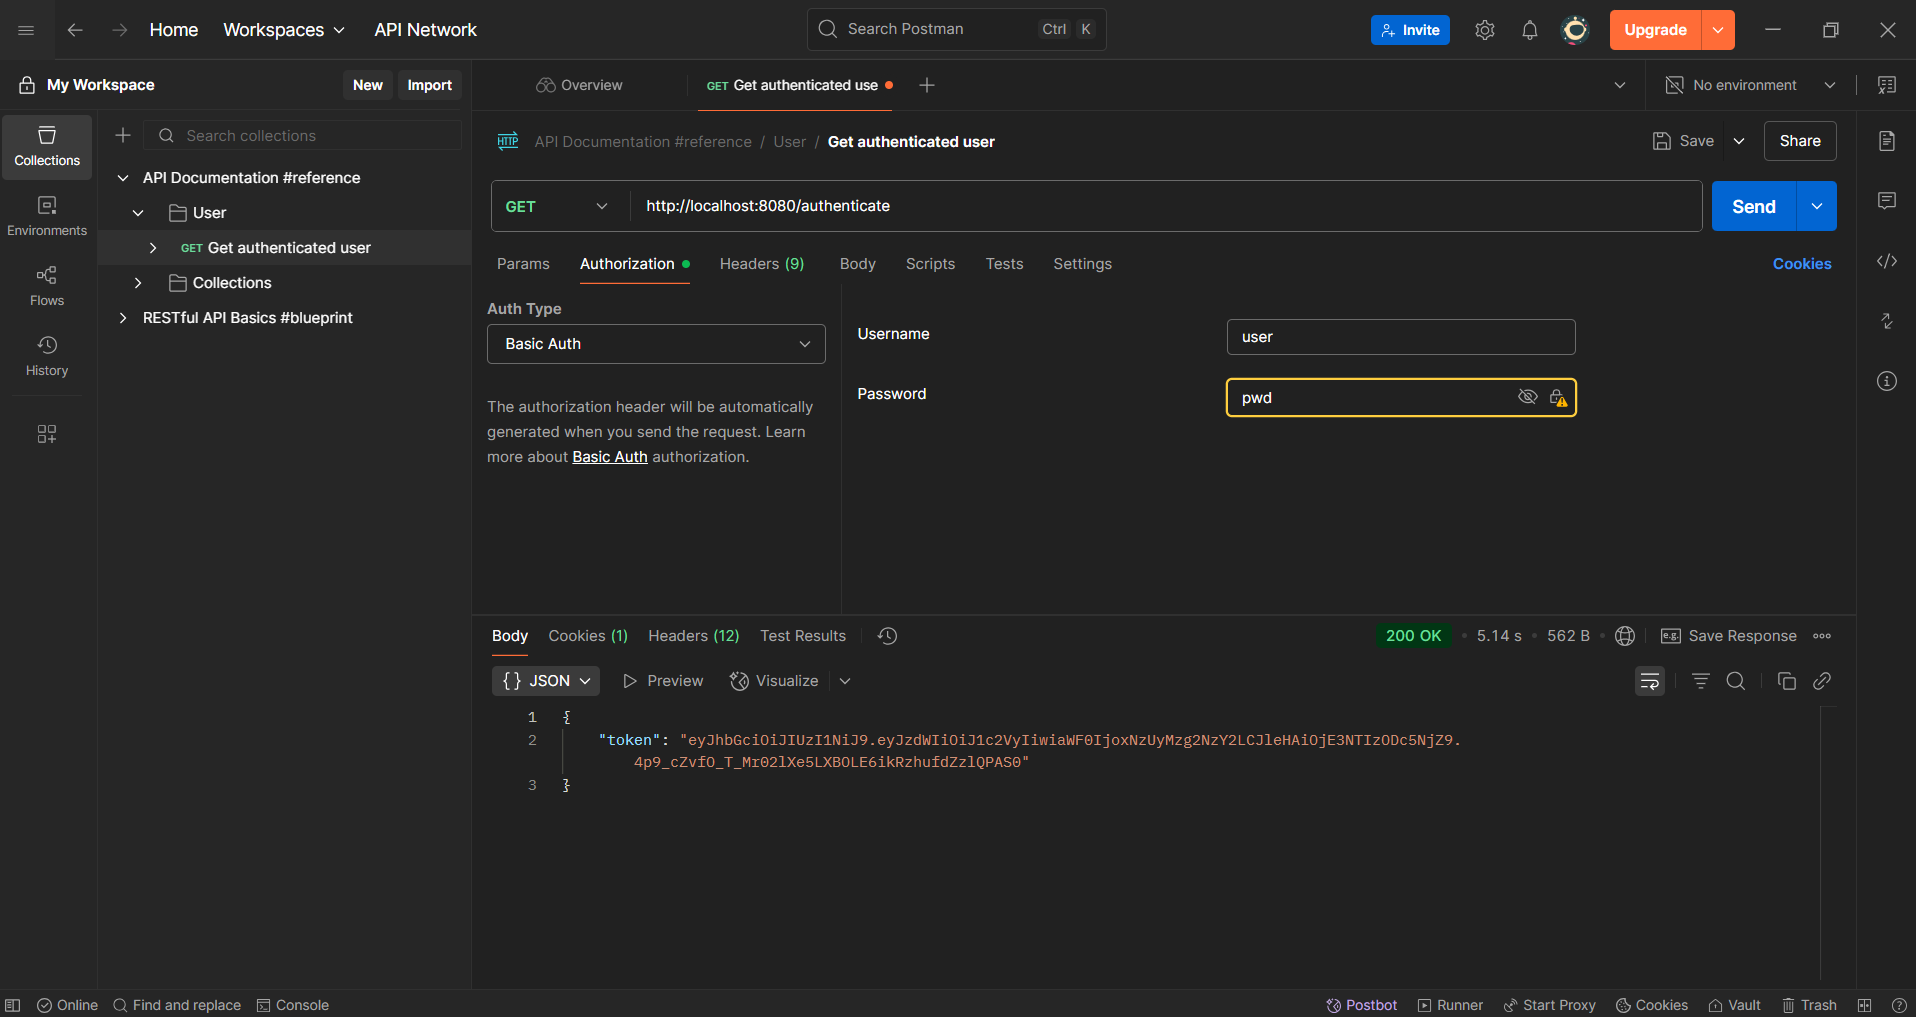 Home
Workspaces
API Network
Search Postman
Ctrl
K
Invite
Upgrade
My Workspace
New
Import
Overview
GET Get authenticated use
No environment
Collections
Environments
Flows
History
Search collections
API Documentation #reference
User
GET Get authenticated user
Collections
RESTful API Basics #blueprint
HTTP
API Documentation #reference / User / Get authenticated user
Save
Share
GET
http://localhost:8080/authenticate
Send
Params
Authorization
Headers (9)
Body
Scripts
Tests
Settings
Cookies
Auth Type
Basic Auth
The authorization header will be automatically
generated when you send the request. Learn
more about Basic Auth authorization.
Username
user
Password
pwd
Body
Cookies (1)
Headers (12)
Test Results
200 OK
5.14 s
562 B
e.g.
Save Response
{} JSON
Preview
Visualize
1 {
2 "token": "eyJhbGciOiJIUzI1NiJ9.eyJzdWIiOiJ1c2VyIiwiaWF0IjoxNzUyMzg2NzY2LCJleHAiOjE3NTIzODc5NjZ9.
4p9_cZvfO_T_Mr02lXe5LXBOLE6ikRzhufdZzlQPAS0"
3 }
Online
Find and replace
Console
Postbot
Runner
Start Proxy
Cookies
Vault
Trash